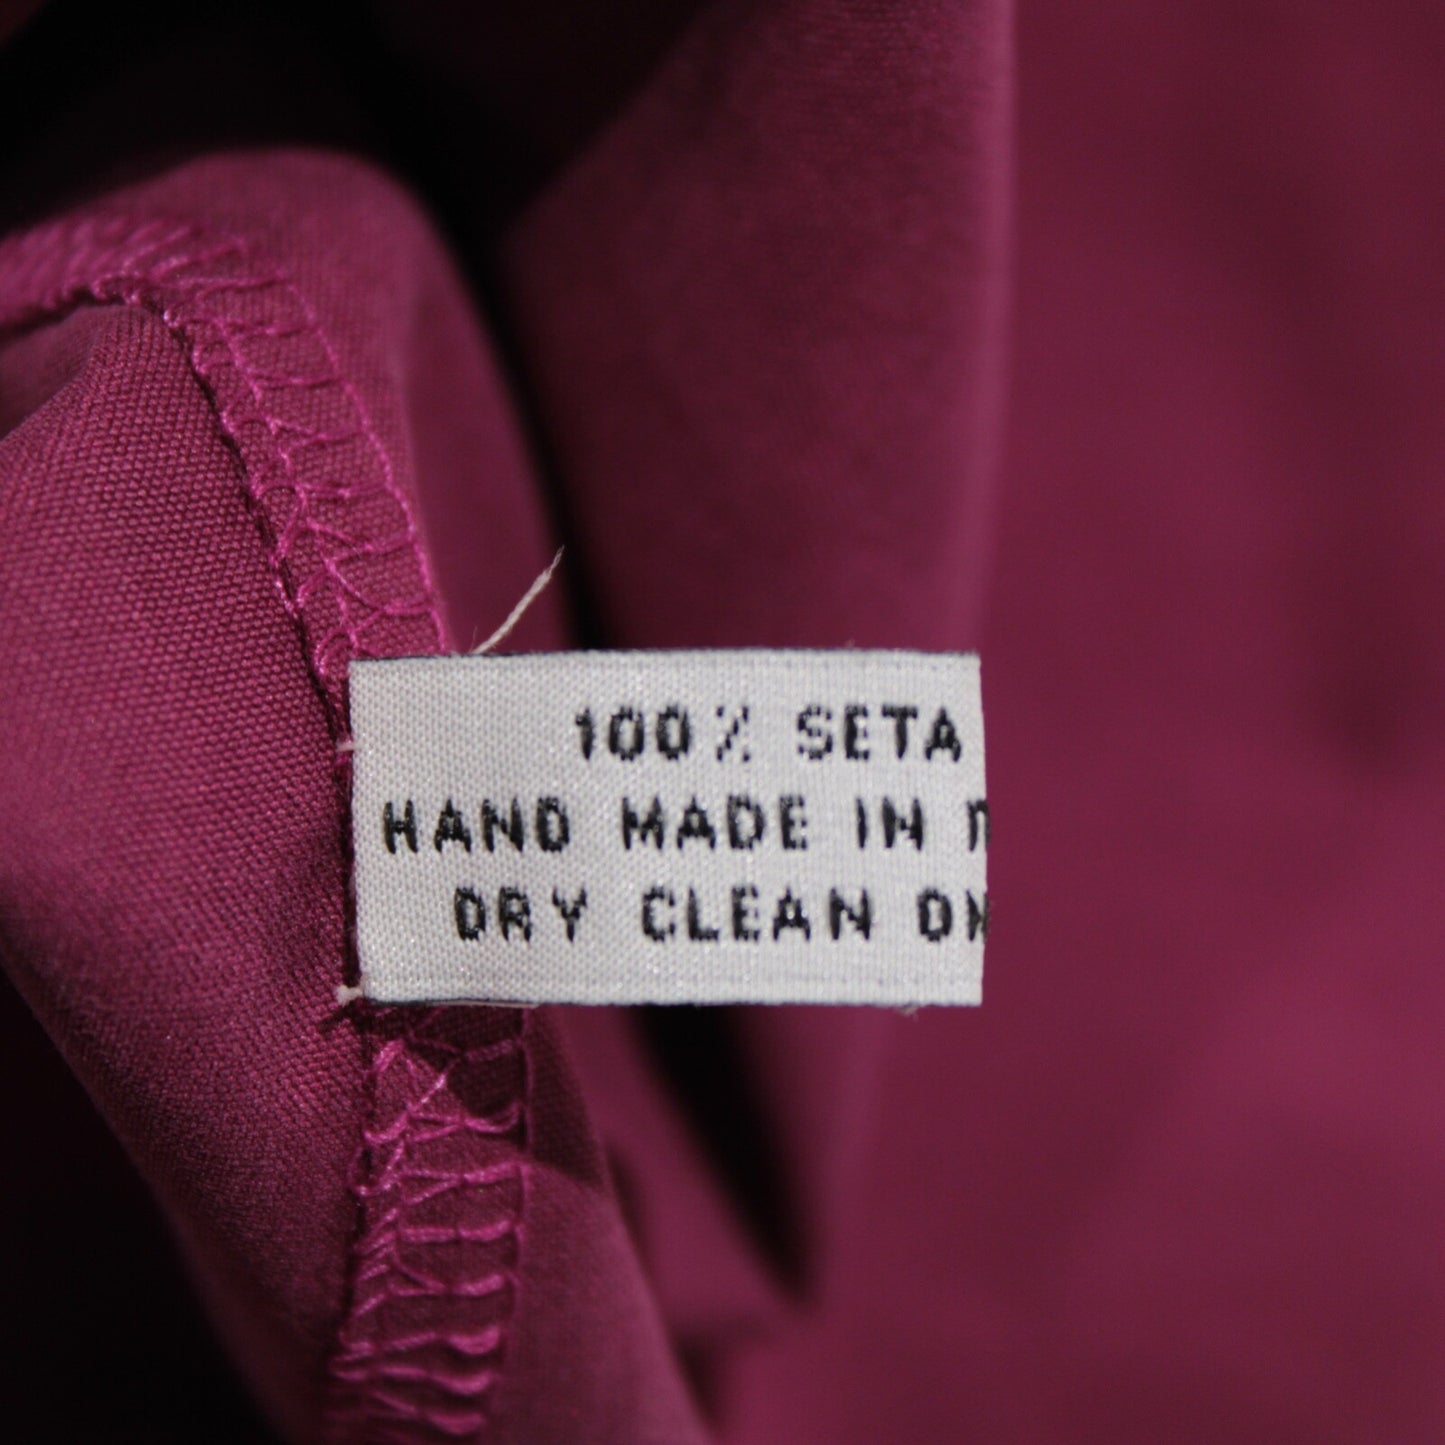 100% SETA
HAND MADE IN
DRY CLEAN